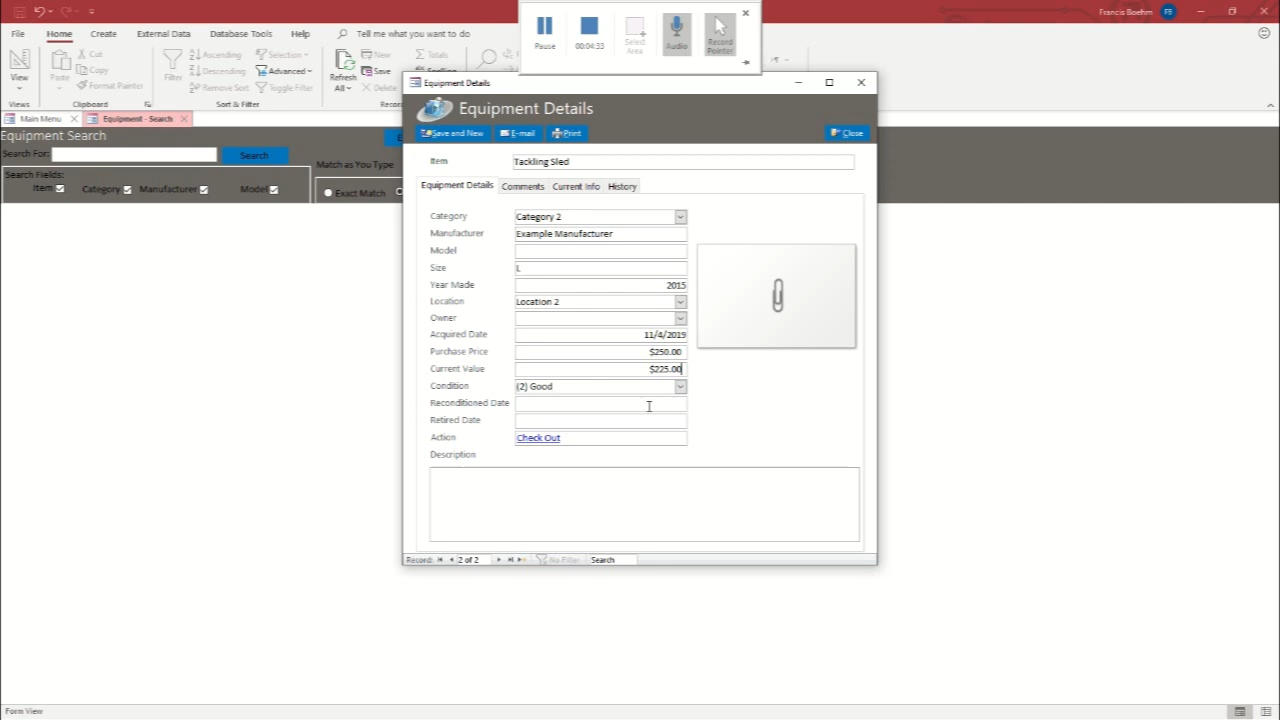 Francis Boehm FB
File Home Create External Data Database Tools Help Tell me what you want to do
Pause 00:04:33 Select Area Audio Record Pointer
View Paste Cut Copy Format Painter
Filter Ascending Descending Remove Sort Selection Advanced Toggle Filter
Refresh All New Save Delete Totals Spelling
Views Clipboard Sort & Filter
Main Menu Equipment - Search
Equipment Search
Search For: Search Match as You Type
Search Fields:
Item Category Manufacturer Model Exact Match
Equipment Details
Equipment Details
Save and New E-mail Print Close
Item Tackling Sled
Equipment Details Comments Current Info History
Category Category 2
Manufacturer Example Manufacturer
Model
Size L
Year Made 2015
Location Location 2
Owner
Acquired Date 11/4/2019
Purchase Price $250.00
Current Value $225.00
Condition (2) Good
Reconditioned Date
Retired Date
Action Check Out
Description
Record: 2 of 2 No Filter Search
Form View